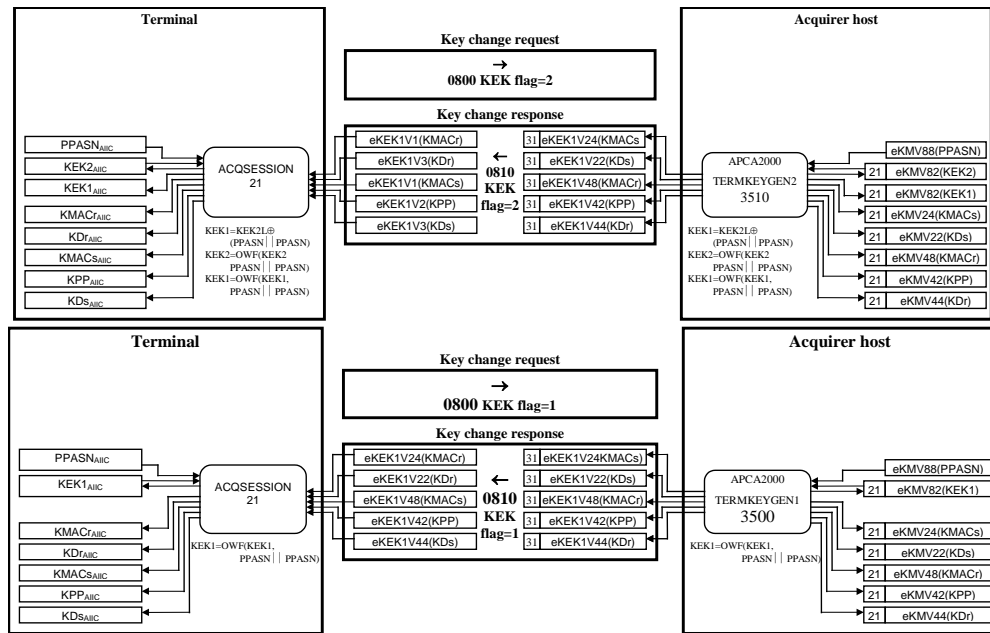 Terminal
Acquirer host
Key change request
→
0800 KEK flag=2
Key change response
PPASNAIIC
KEK2AIIC
KEK1AIIC
KMACrAIIC
KDrAIIC
KMACsAIIC
KPPAIIC
KDsAIIC
ACQSESSION
21
KEK1=KEK2L⊕
(PPASN||PPASN)
KEK2=OWF(KEK2
PPASN||PPASN)
KEK1=OWF(KEK1,
PPASN||PPASN)
eKEK1V1(KMACr)
eKEK1V3(KDr)
eKEK1V1(KMACs)
eKEK1V2(KPP)
eKEK1V3(KDs)
←
0810
KEK
flag=2
31 eKEK1V24(KMACs
31 eKEK1V22(KDs)
31 eKEK1V48(KMACr)
31 eKEK1V42(KPP)
31 eKEK1V44(KDr)
APCA2000
TERMKEYGEN2
3510
KEK1=KEK2L⊕
(PPASN||PPASN)
KEK2=OWF(KEK2
PPASN||PPASN)
KEK1=OWF(KEK1,
PPASN||PPASN)
eKMV88(PPASN)
21 eKMV82(KEK2)
21 eKMV82(KEK1)
21 eKMV24(KMACs)
21 eKMV22(KDs)
21 eKMV48(KMACr)
21 eKMV42(KPP)
21 eKMV44(KDr)
Terminal
Acquirer host
Key change request
→
0800 KEK flag=1
Key change response
PPASNAIIC
KEK1AIIC
KMACrAIIC
KDrAIIC
KMACsAIIC
KPPAIIC
KDsAIIC
ACQSESSION
21
KEK1=OWF(KEK1,
PPASN||PPASN)
eKEK1V24(KMACr)
eKEK1V22(KDr)
eKEK1V48(KMACs)
eKEK1V42(KPP)
eKEK1V44(KDs)
←
0810
KEK
flag=1
31 eKEK1V24KMACs)
31 eKEK1V22(KDs)
31 eKEK1V48(KMACr)
31 eKEK1V42(KPP)
31 eKEK1V44(KDr)
APCA2000
TERMKEYGEN1
3500
KEK1=OWF(KEK1,
PPASN||PPASN)
eKMV88(PPASN)
21 eKMV82(KEK1)
21 eKMV24(KMACs)
21 eKMV22(KDs)
21 eKMV48(KMACr)
21 eKMV42(KPP)
21 eKMV44(KDr)